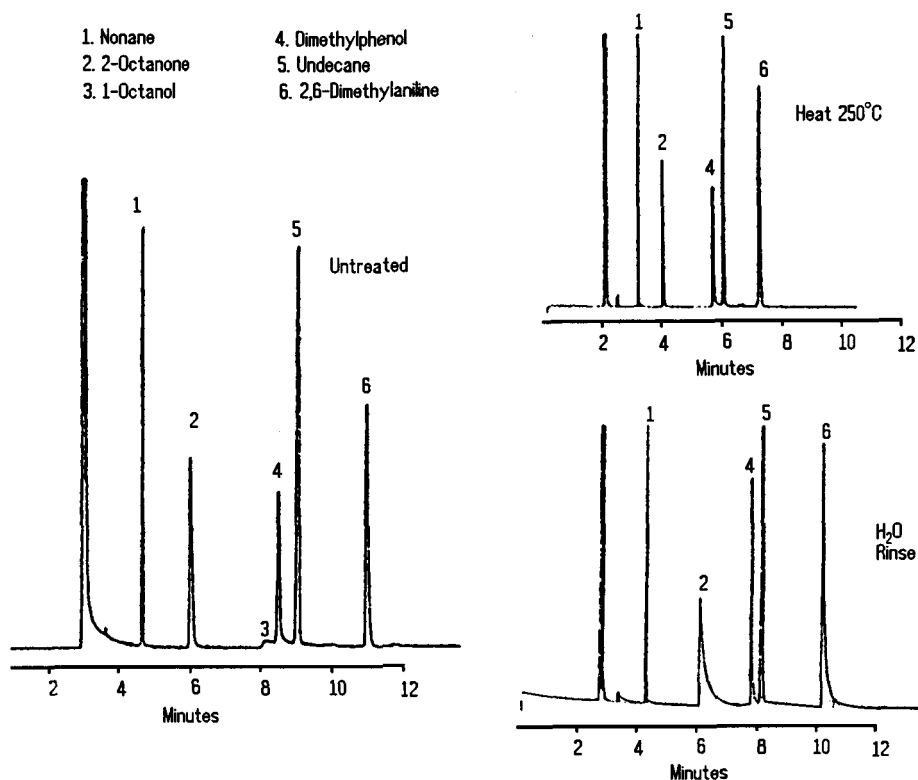 1. Nonane
2. 2-Octanone
3. 1-Octanol
4. Dimethylphenol
5. Undecane
6. 2,6-Dimethylaniline
1
2
3
4
5
6
Untreated
2 4 6 8 10 12
Minutes
1
2
4
5
6
Heat 250°C
2 4 6 8 10 12
Minutes
1
2
4
5
6
H₂O
Rinse
2 4 6 8 10 12
Minutes